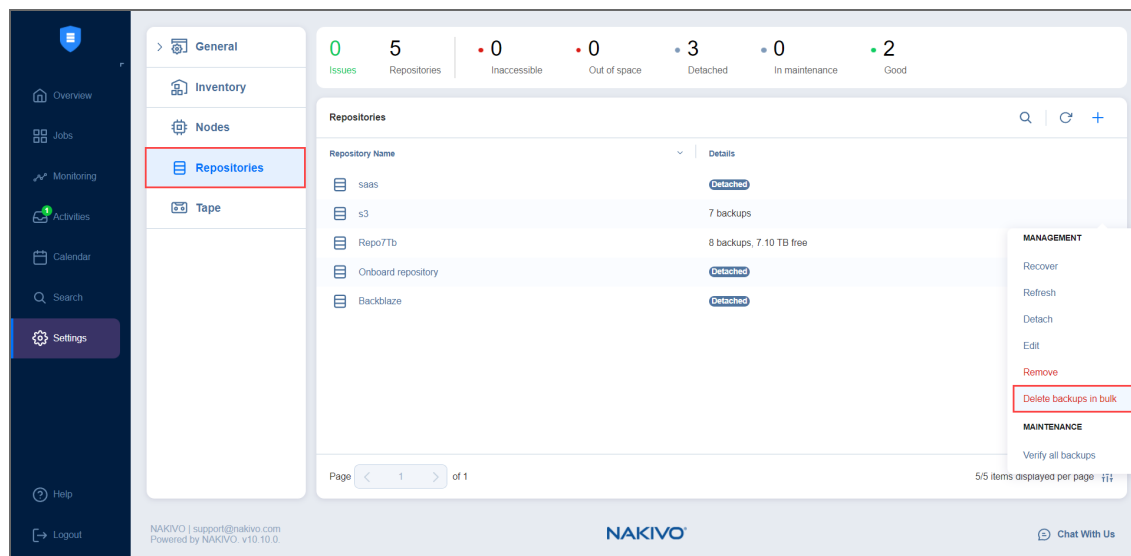 Overview
Jobs
Monitoring
1
Activities
Calendar
Search
Settings
Help
Logout
General
Inventory
Nodes
Repositories
Tape
0 5 0 0 3 0 2
Issues Repositories Inaccessible Out of space Detached In maintenance Good
Repositories
Repository Name Details
saas Detached
s3 7 backups
Repo7Tb 8 backups, 7.10 TB free
Onboard repository Detached
Backblaze Detached
MANAGEMENT
Recover
Refresh
Detach
Edit
Remove
Delete backups in bulk
MAINTENANCE
Verify all backups
Page 1 of 1 5/5 items displayed per page
NAKIVO | support@nakivo.com
Powered by NAKIVO. v10.10.0.
NAKIVO®
Chat With Us